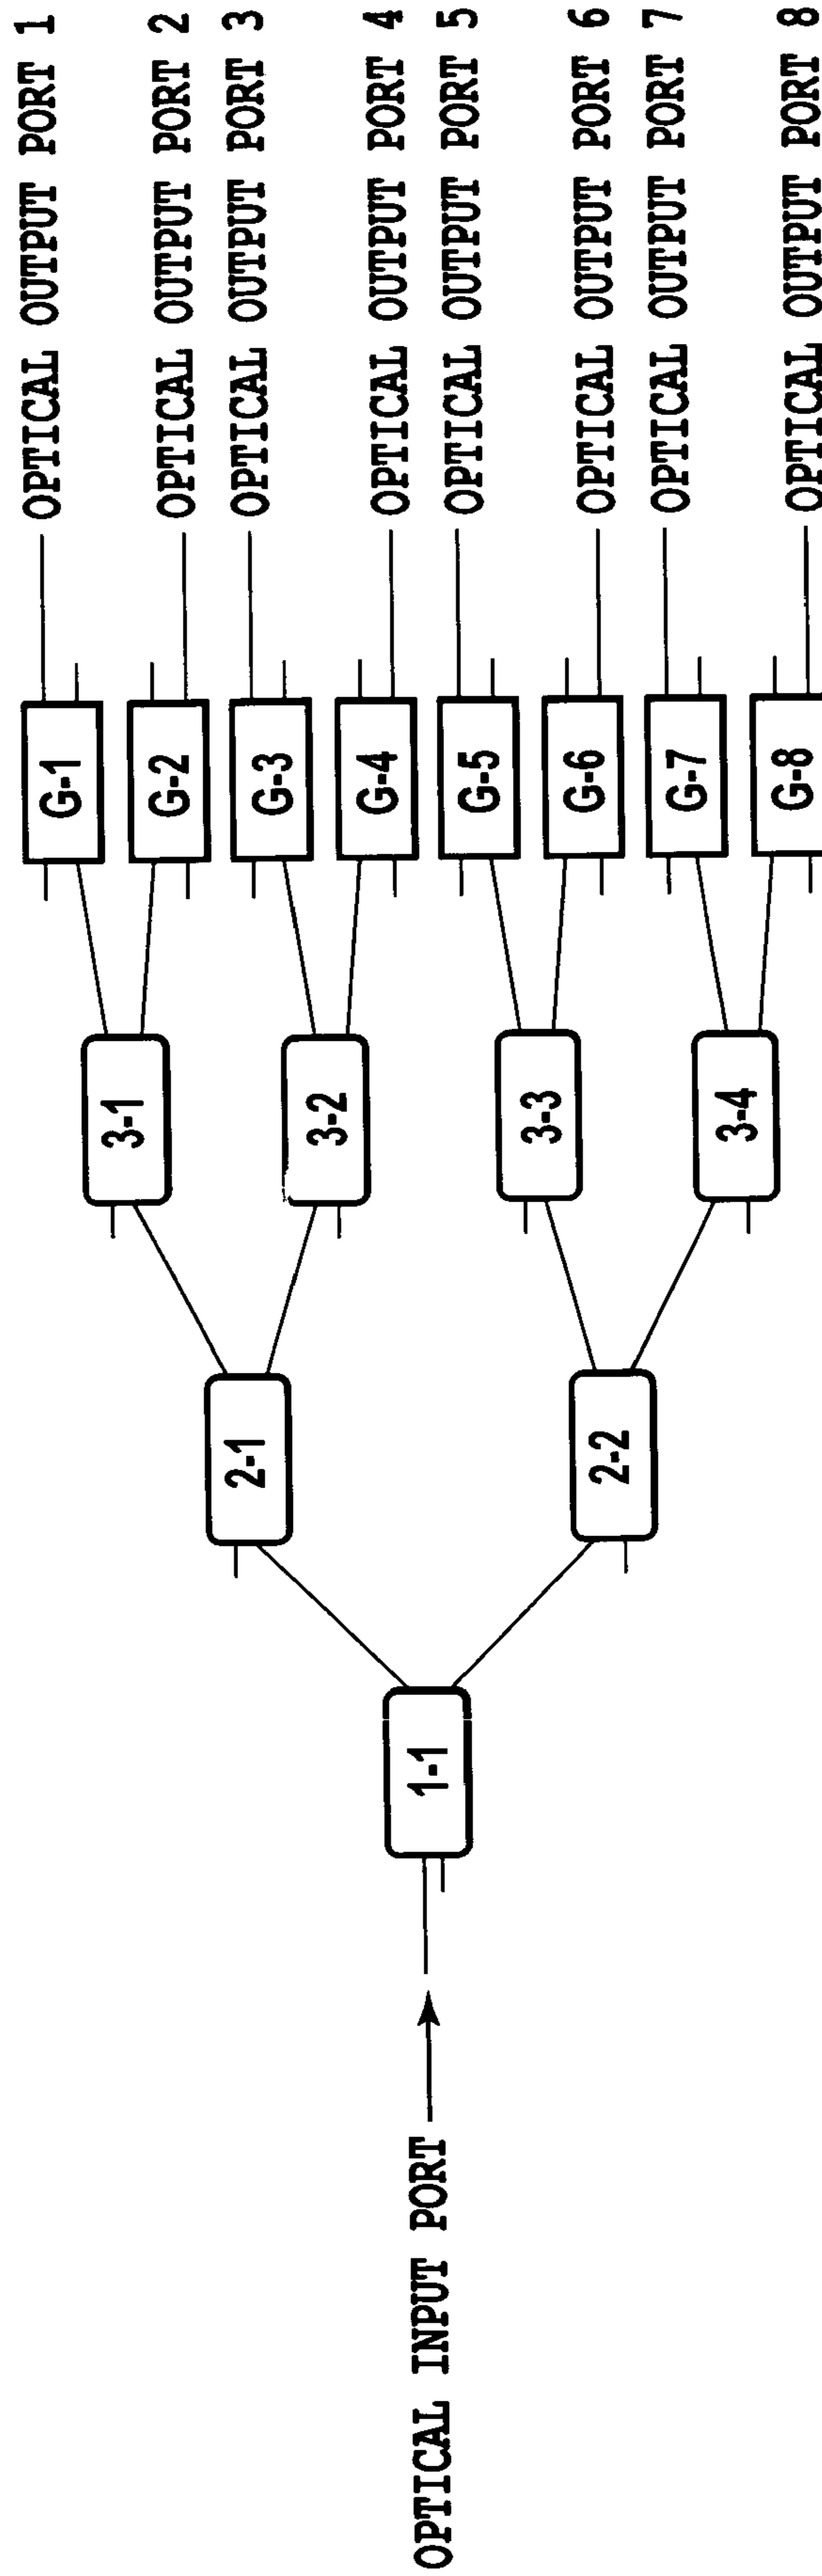 OPTICAL INPUT PORT
1-1
2-1
2-2
3-1
3-2
3-3
3-4
G-1
G-2
G-3
G-4
G-5
G-6
G-7
G-8
OPTICAL OUTPUT PORT 1
OPTICAL OUTPUT PORT 2
OPTICAL OUTPUT PORT 3
OPTICAL OUTPUT PORT 4
OPTICAL OUTPUT PORT 5
OPTICAL OUTPUT PORT 6
OPTICAL OUTPUT PORT 7
OPTICAL OUTPUT PORT 8